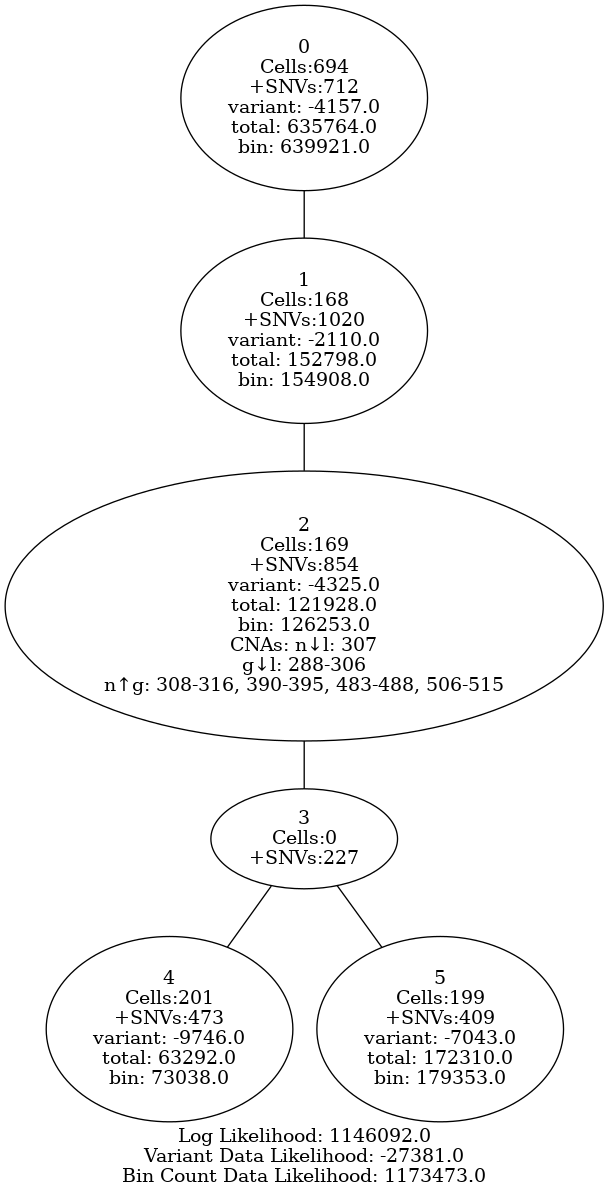 0
Cells:694
+SNVs:712
variant: -4157.0
total: 635764.0
bin: 639921.0
1
Cells:168
+SNVs:1020
variant: -2110.0
total: 152798.0
bin: 154908.0
2
Cells:169
+SNVs:854
variant: -4325.0
total: 121928.0
bin: 126253.0
CNAs: n↓l: 307
g↓l: 288-306
n↑g: 308-316, 390-395, 483-488, 506-515
3
Cells:0
+SNVs:227
4
Cells:201
+SNVs:473
variant: -9746.0
total: 63292.0
bin: 73038.0
5
Cells:199
+SNVs:409
variant: -7043.0
total: 172310.0
bin: 179353.0
Log Likelihood: 1146092.0
Variant Data Likelihood: -27381.0
Bin Count Data Likelihood: 1173473.0